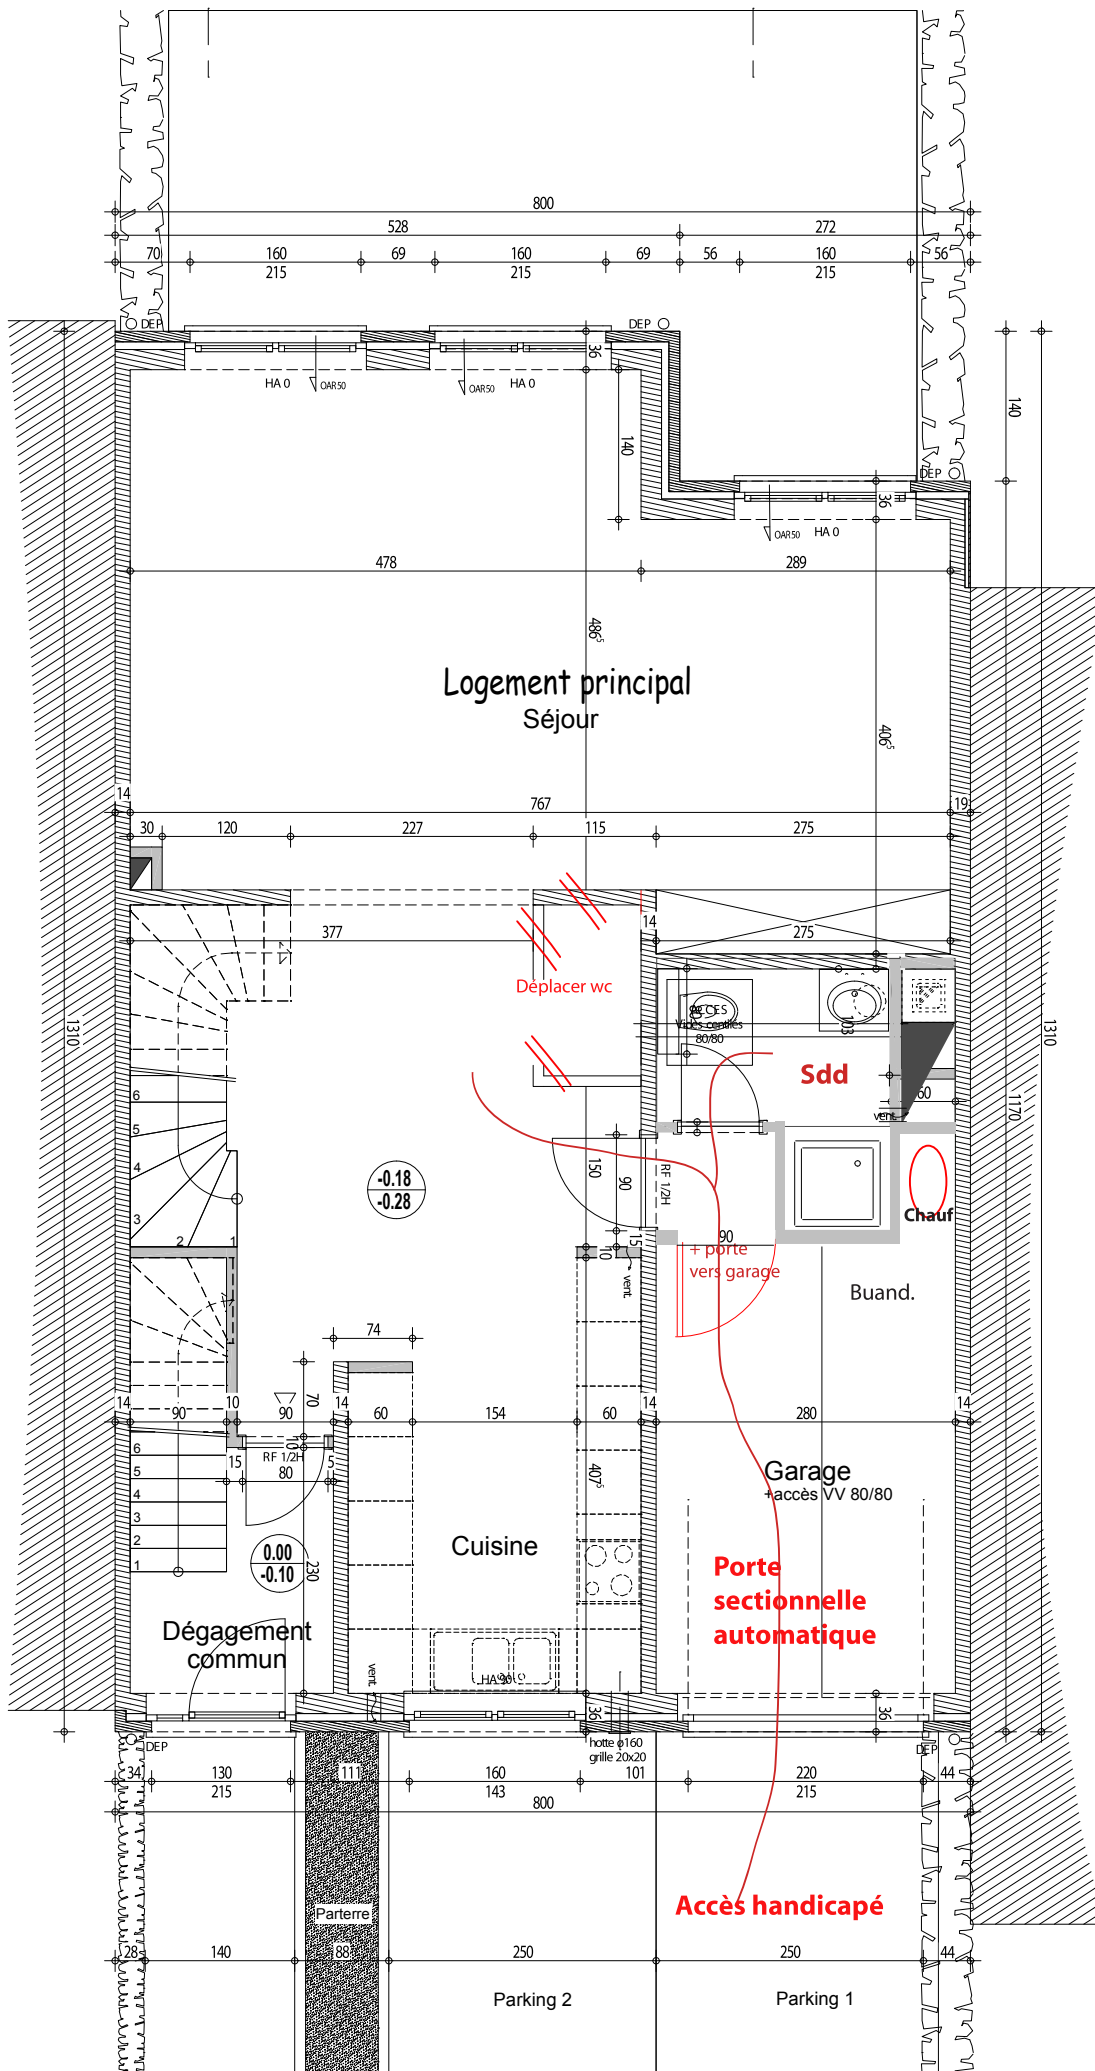 800
528 272
70 160 69 160 69 56 160 56
215 215 215
DEP DEP
36
HA 0 OAR50 OAR50 HA 0
140
140
DEP
36
OAR50 HA 0
478 289
486⁵
Logement principal
Séjour
406⁵
14 767 19
30 120 227 115 275
14
377 275
Déplacer wc
ACCES
Vides ventilés
80/80
103
Sdd
1310
1310
1170
60
vent.
6
5
4
3
2 1
-0.18
-0.28
150
90
RF 1/2H
15
10
vent.
90
+ porte
vers garage
Chauf
Buand.
74
70
14 90 10 90 14 60 154 60 14 280 14
10
RF 1/2H
15 80 5
407⁵
Garage
+accès VV 80/80
6
5
4
3
2
1
0.00
-0.10
230
Cuisine
Porte
sectionnelle
automatique
Dégagement
commun
vent.
HA 90
36
36
hotte ø160
grille 20x20
DEP DEP
34 130 111 160 101 220 44
215 143 215
800
Accès handicapé
Parterre
28 140 88 250 250 44
Parking 2
Parking 1